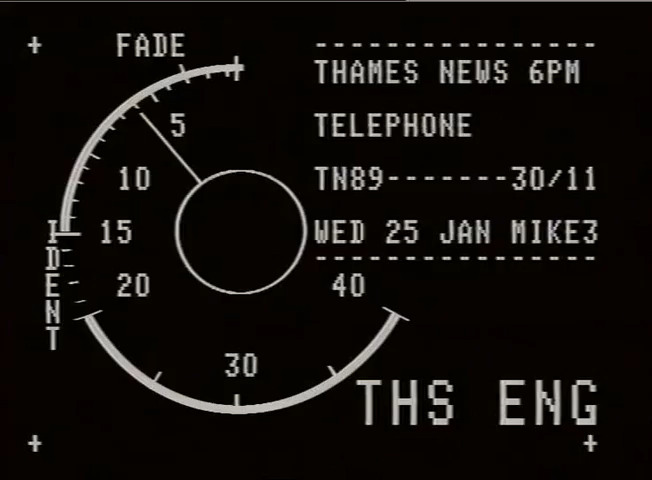 FADE
----------------
THAMES NEWS 6PM
5
TELEPHONE
10
TN89-------30/11
IDENT
15
WED 25 JAN MIKE3
----------------
20
40
30
THS ENG